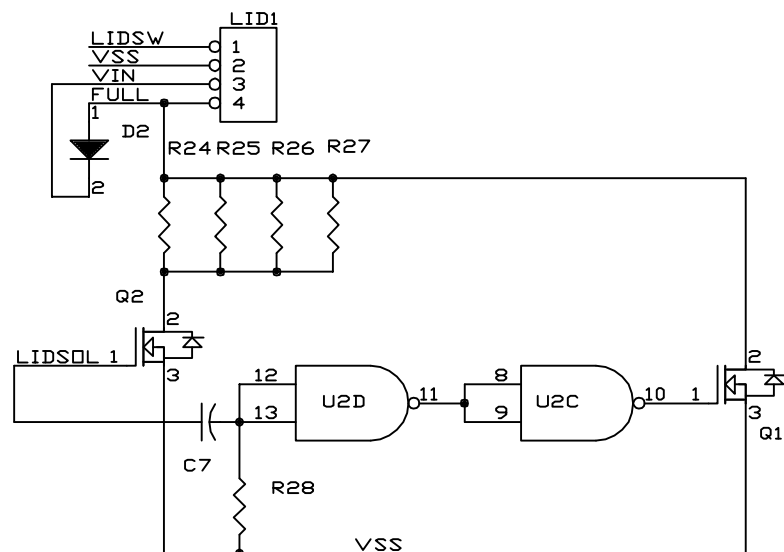 LID1
LIDSW 1
VSS 2
VIN 3
FULL 4
1
D2
2
R24 R25 R26 R27
Q2
2
LIDSOL 1
3
12
13
U2D
11
8
9
U2C
10
1
2
3
Q1
C7
R28
VSS